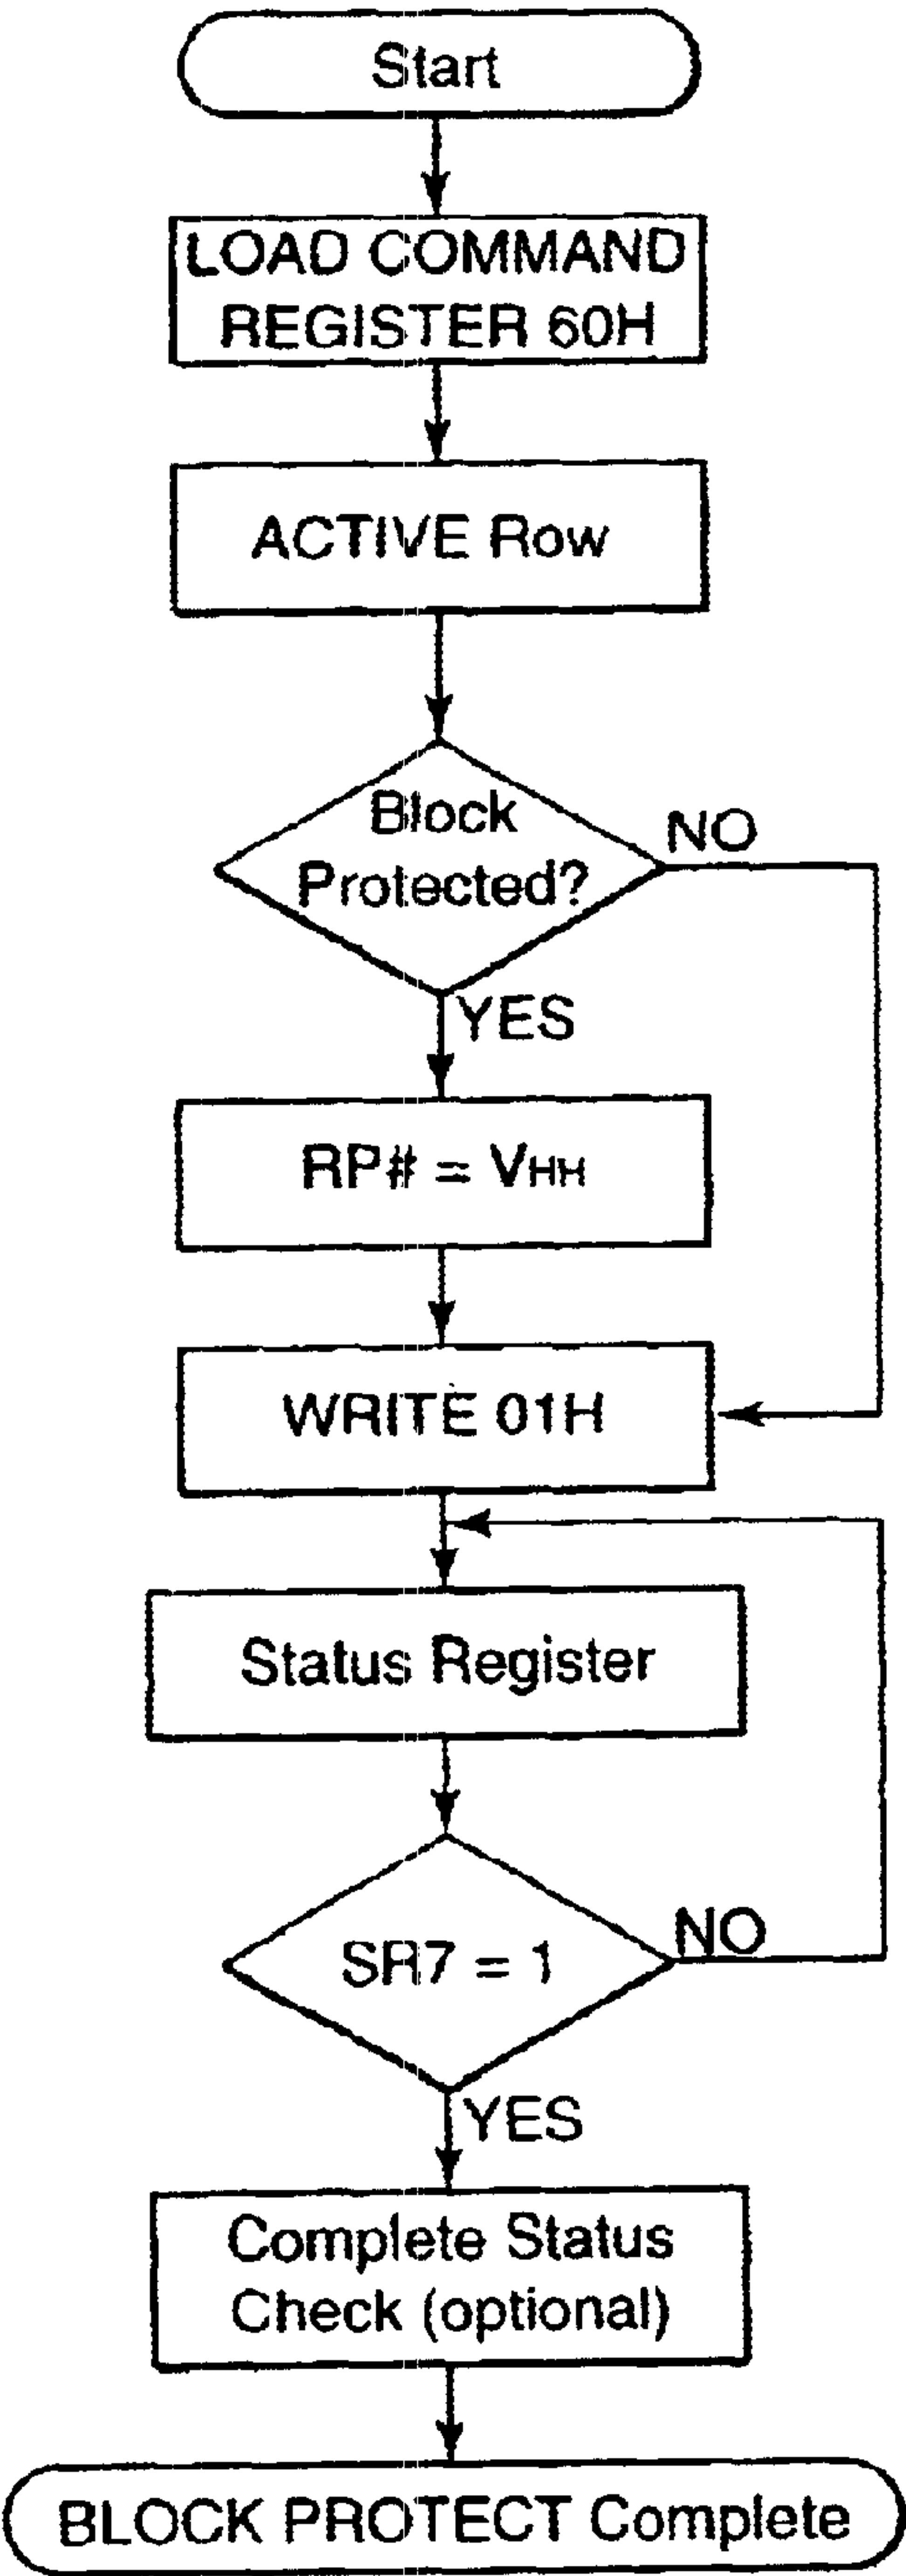 Start
LOAD COMMAND
REGISTER 60H
ACTIVE Row
Block
Protected?
NO
YES
RP# = VHH
WRITE 01H
Status Register
SR7 = 1
NO
YES
Complete Status
Check (optional)
BLOCK PROTECT Complete